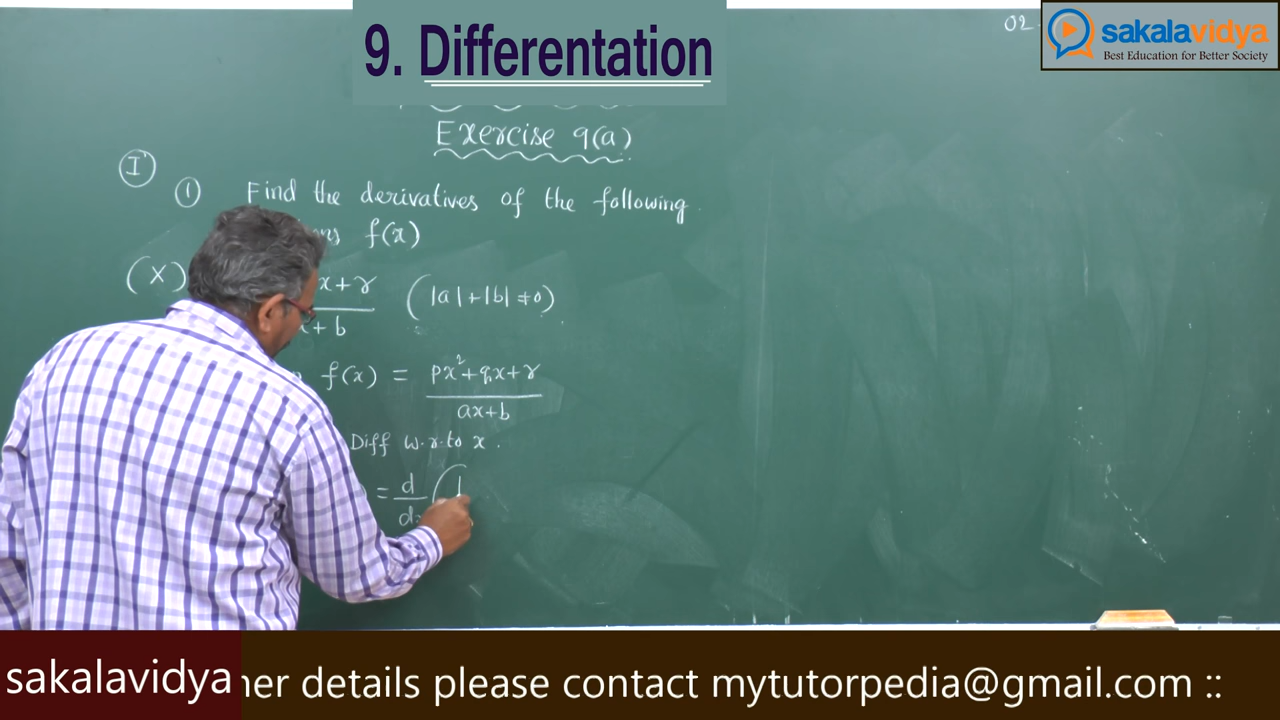 9. Differentation
02
sakalavidya
Best Education for Better Society
Exercise 9(a)
I
(1) Find the derivatives of the following
f(x)
(x) x+r (|a|+|b| ≠ 0)
+ b
f(x) = px²+qx+r
ax+b
Diff w.r.to x.
= d (
sakalavidya
details please contact mytutorpedia@gmail.com ::